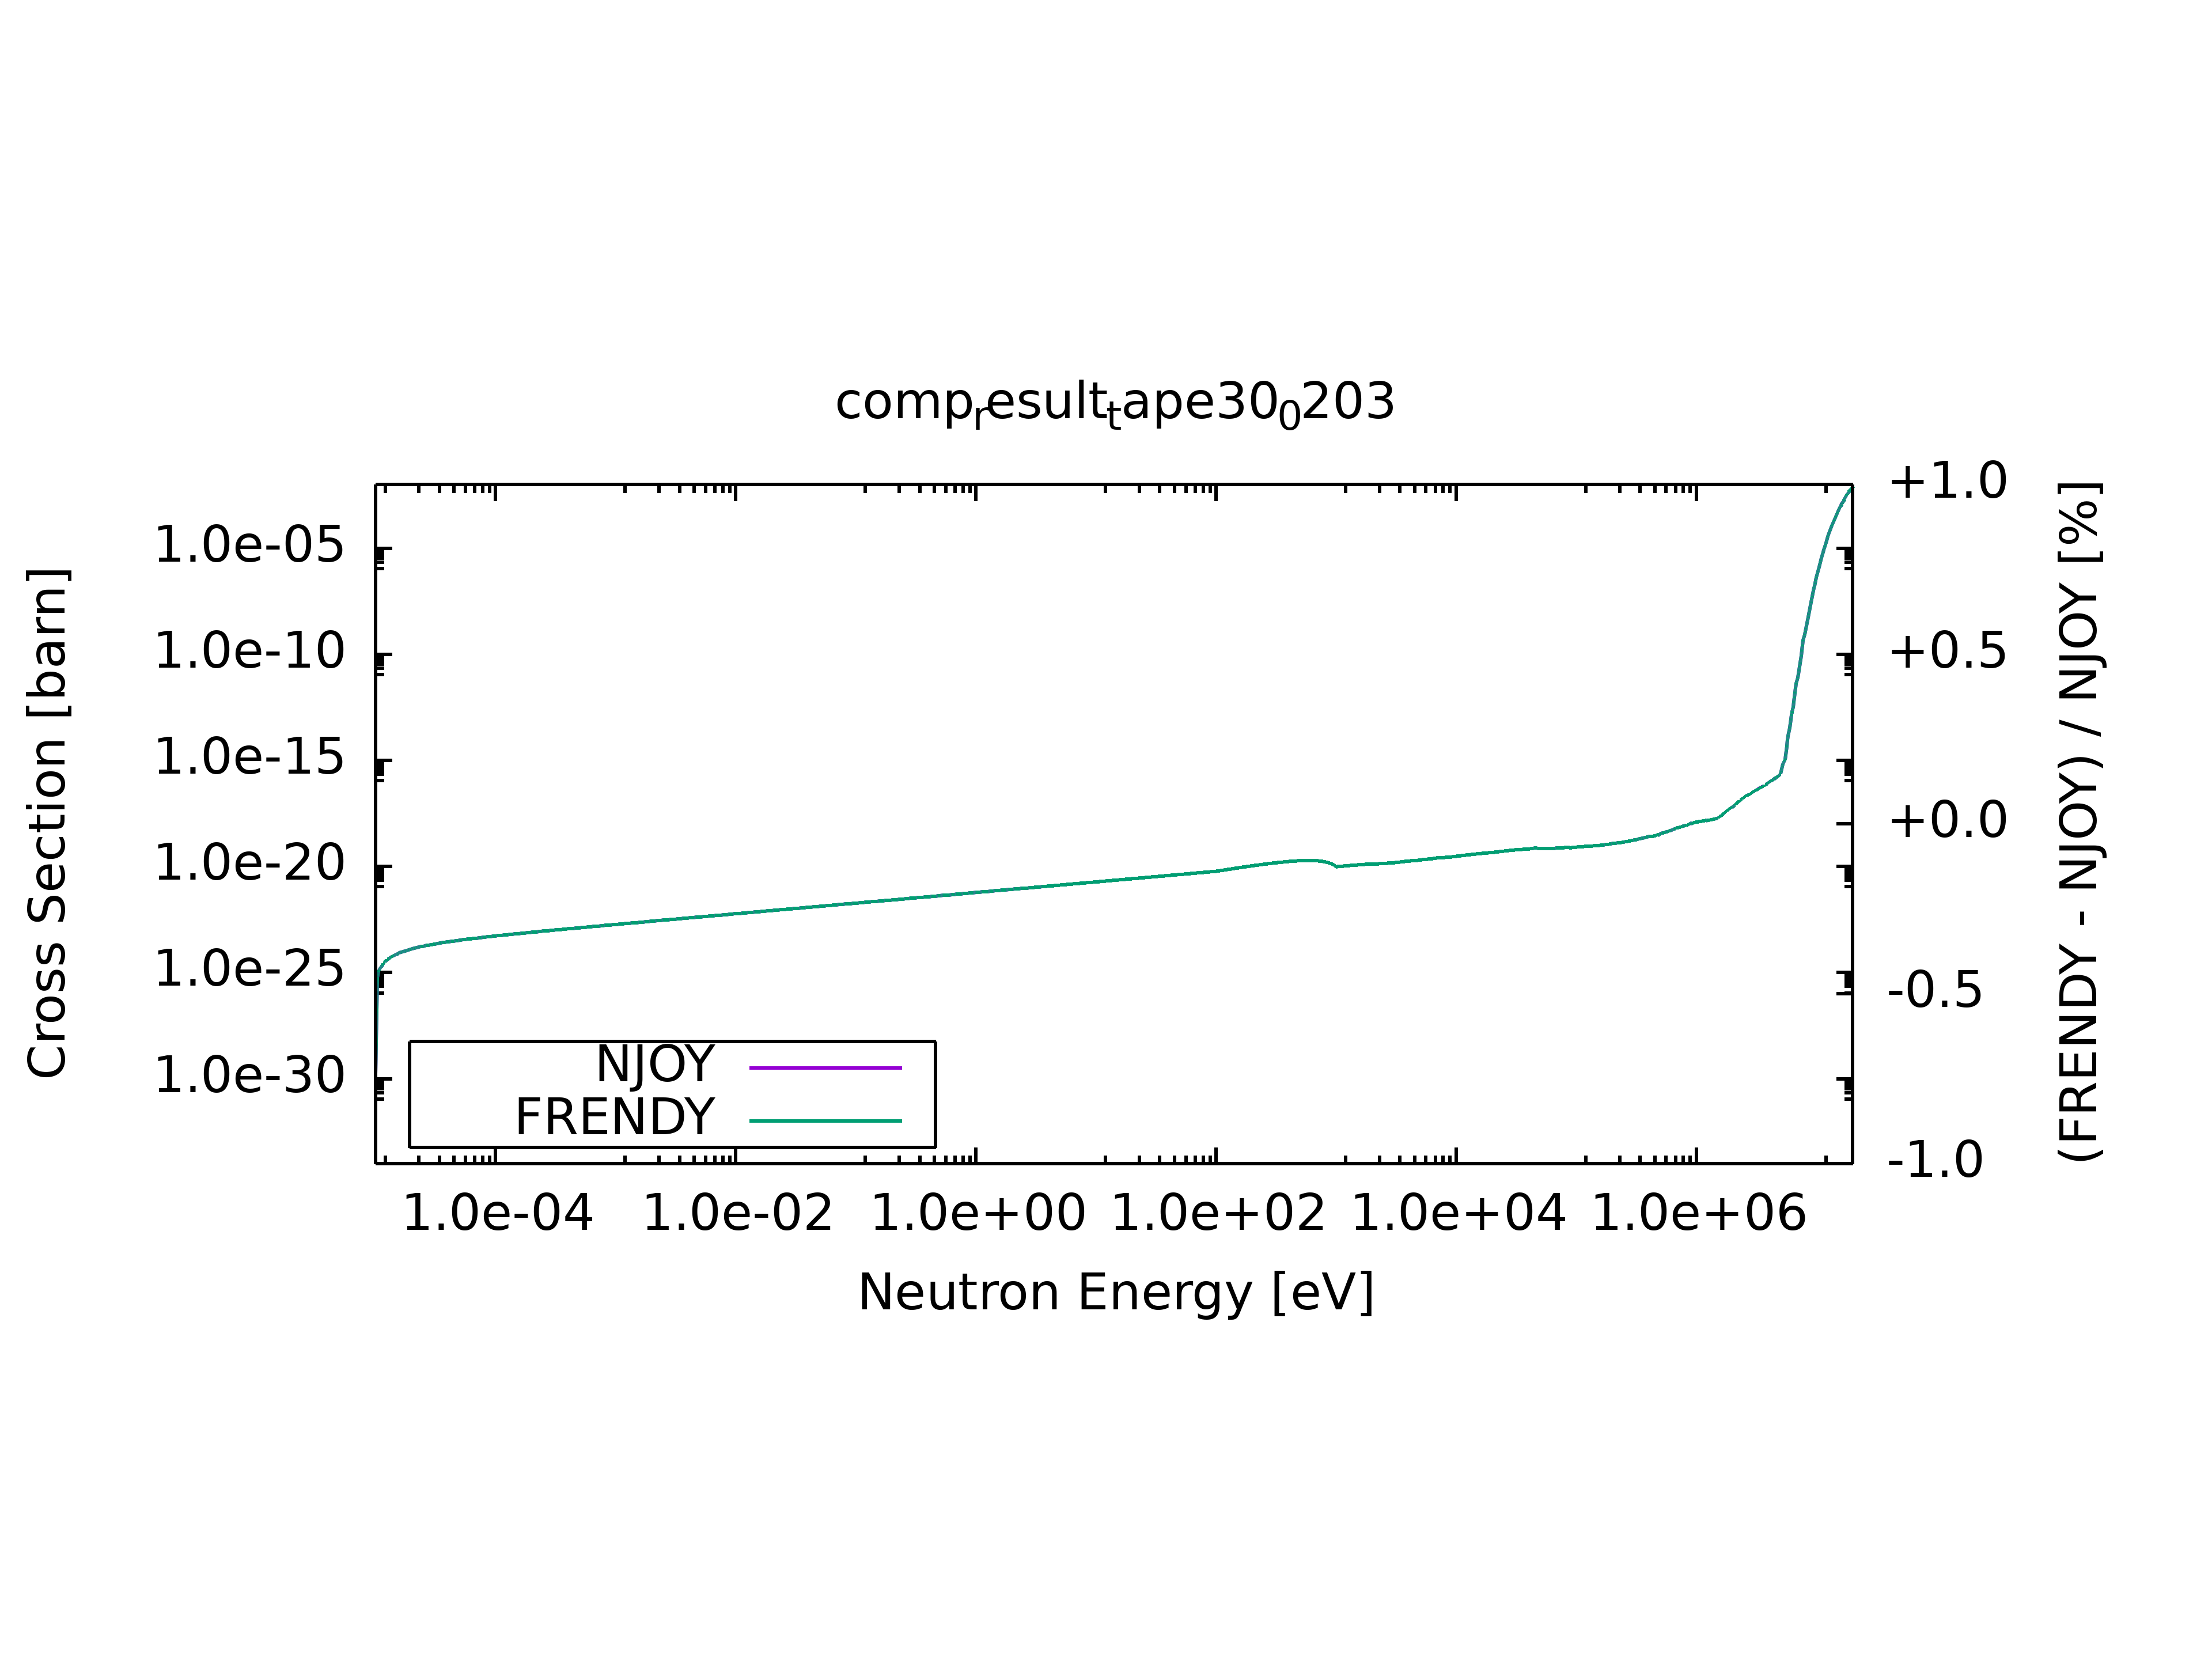 comp_result_tape30_0203
1.0e-05
1.0e-10
1.0e-15
1.0e-20
1.0e-25
1.0e-30
Cross Section [barn]
NJOY
FRENDY
+1.0
+0.5
+0.0
-0.5
-1.0
(FRENDY - NJOY) / NJOY [%]
1.0e-04 1.0e-02 1.0e+00 1.0e+02 1.0e+04 1.0e+06
Neutron Energy [eV]